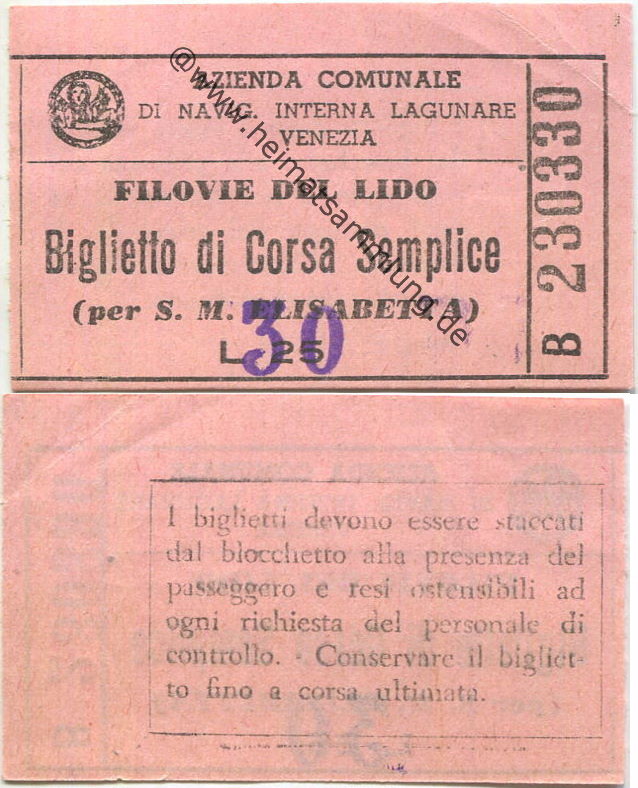 AZIENDA COMUNALE
DI NAVIG. INTERNA LAGUNARE
VENEZIA
FILOVIE DEL LIDO
Biglietto di Corsa Semplice
(per S. M. ELISABETTA)
L. 25
30
B 230330
@www.heimatsammlung.de
I biglietti devono essere staccati
dal blocchetto alla presenza del
passeggero e resi ostensibili ad
ogni richiesta del personale di
controllo. - Conservare il bigliet-
to fino a corsa ultimata.